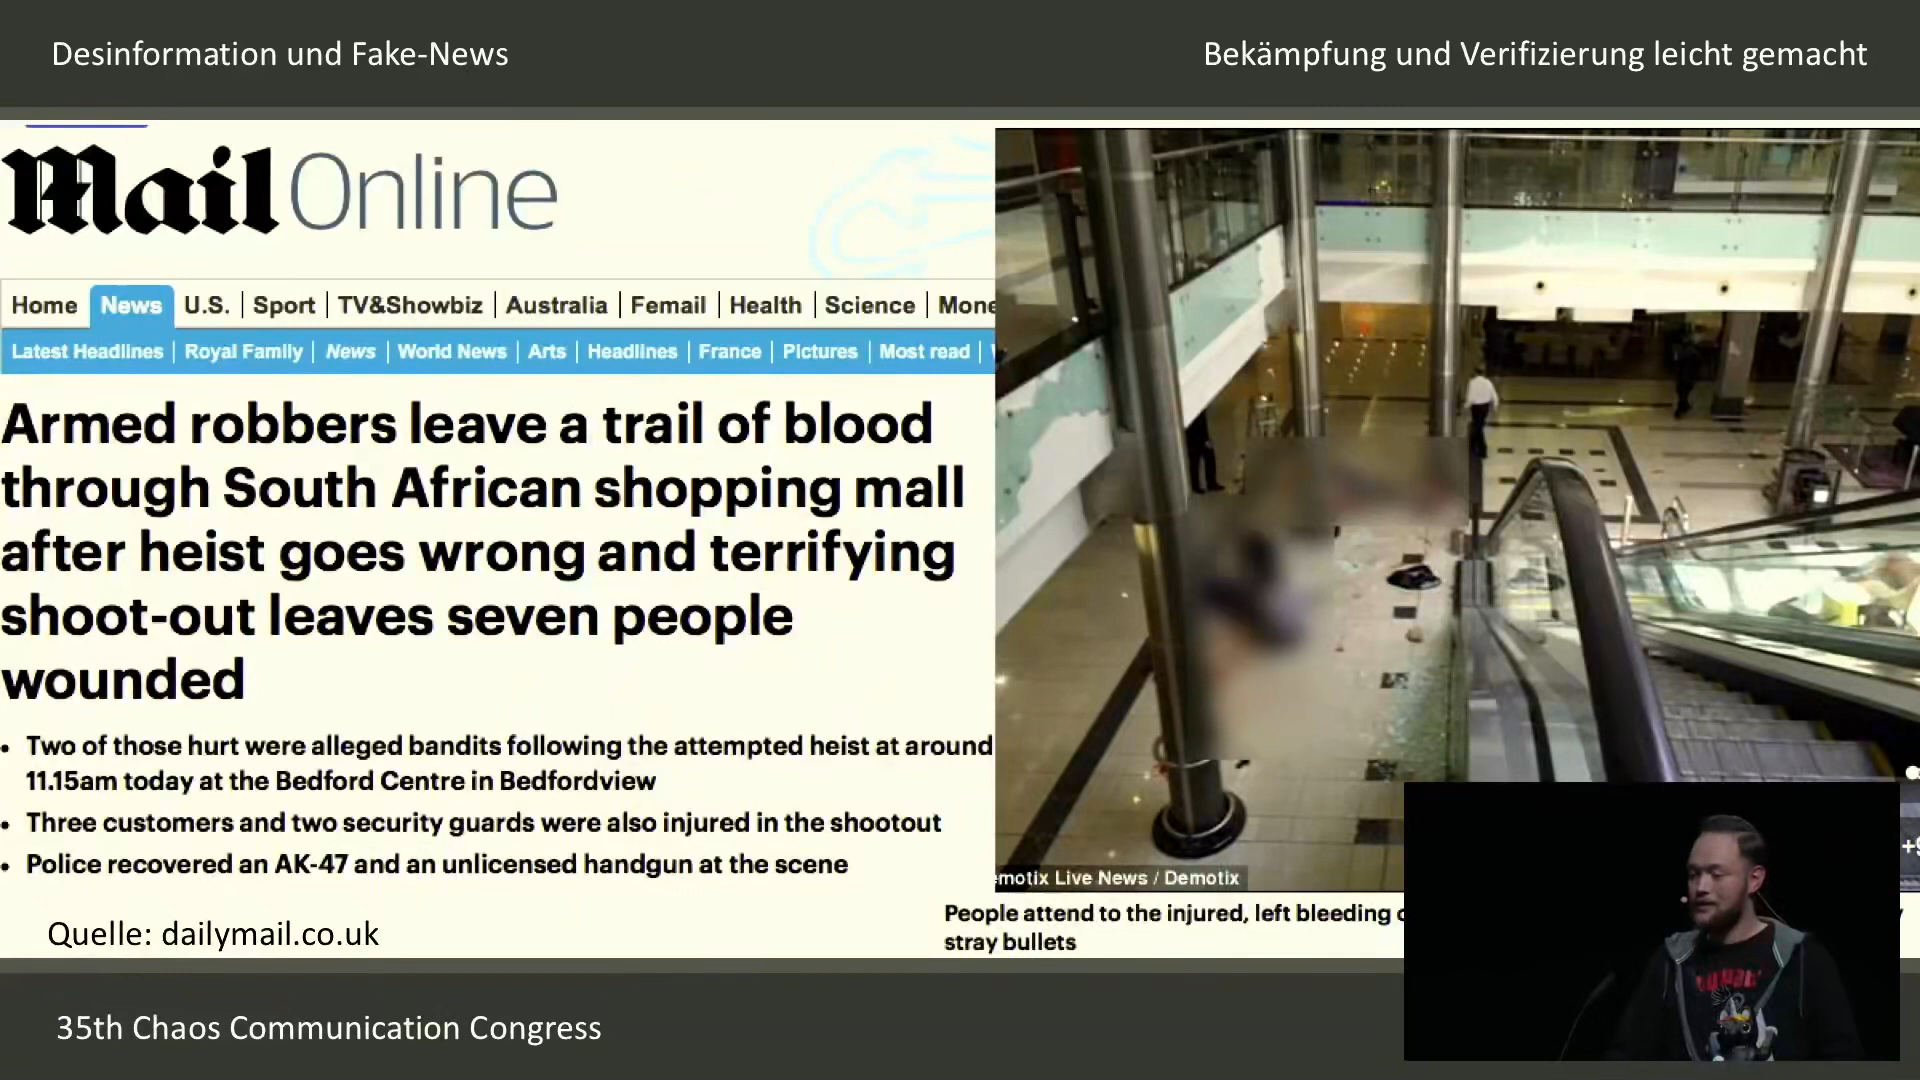 Desinformation und Fake-News
Bekämpfung und Verifizierung leicht gemacht
Mail Online
Home News U.S. Sport TV&Showbiz Australia Femail Health Science Mone
Latest Headlines Royal Family News World News Arts Headlines France Pictures Most read
Armed robbers leave a trail of blood
through South African shopping mall
after heist goes wrong and terrifying
shoot-out leaves seven people
wounded
• Two of those hurt were alleged bandits following the attempted heist at around
11.15am today at the Bedford Centre in Bedfordview
• Three customers and two security guards were also injured in the shootout
• Police recovered an AK-47 and an unlicensed handgun at the scene
Quelle: dailymail.co.uk
emotix Live News / Demotix
People attend to the injured, left bleeding
stray bullets
35th Chaos Communication Congress